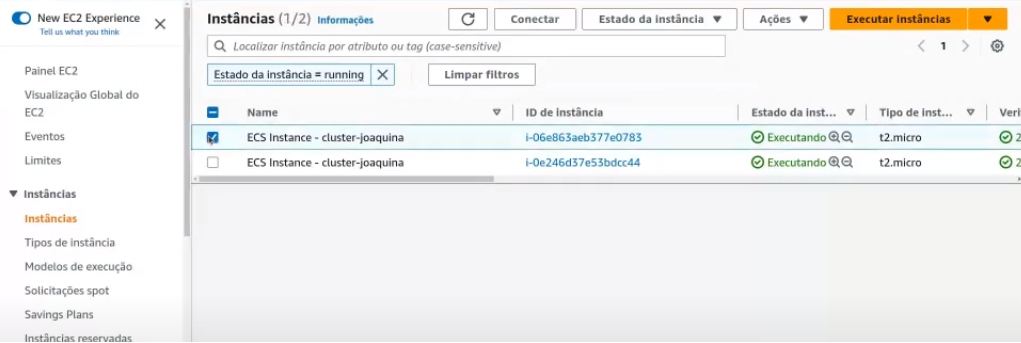 New EC2 Experience
Tell us what you think
Painel EC2
Visualização Global do
EC2
Eventos
Limites
Instâncias
Instâncias
Tipos de instância
Modelos de execução
Solicitações spot
Savings Plans
Instâncias reservadas
Instâncias (1/2) Informações
Conectar
Estado da instância
Ações
Executar instâncias
Localizar instância por atributo ou tag (case-sensitive)
1
Estado da instância = running
Limpar filtros
Name ID de instância Estado da inst... Tipo de inst... Veri
ECS Instance - cluster-joaquina i-06e863aeb377e0783 Executando t2.micro 2
ECS Instance - cluster-joaquina i-0e246d37e53bdcc44 Executando t2.micro 2